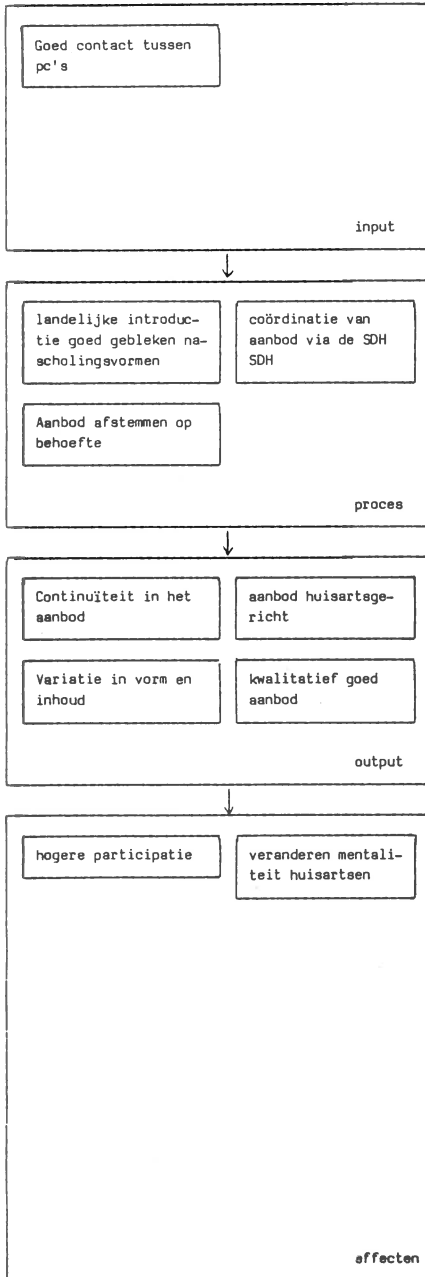 Goed contact tussen
pc's
input
landelijke introduc-
tie goed gebleken na-
scholingsvormen
coördinatie van
aanbod via de SDH
SDH
Aanbod afstemmen op
behoefte
proces
Continuïteit in het
aanbod
aanbod huisartsge-
richt
Variatie in vorm en
inhoud
kwalitatief goed
aanbod
output
hogere participatie
veranderen mentali-
teit huisartsen
effecten